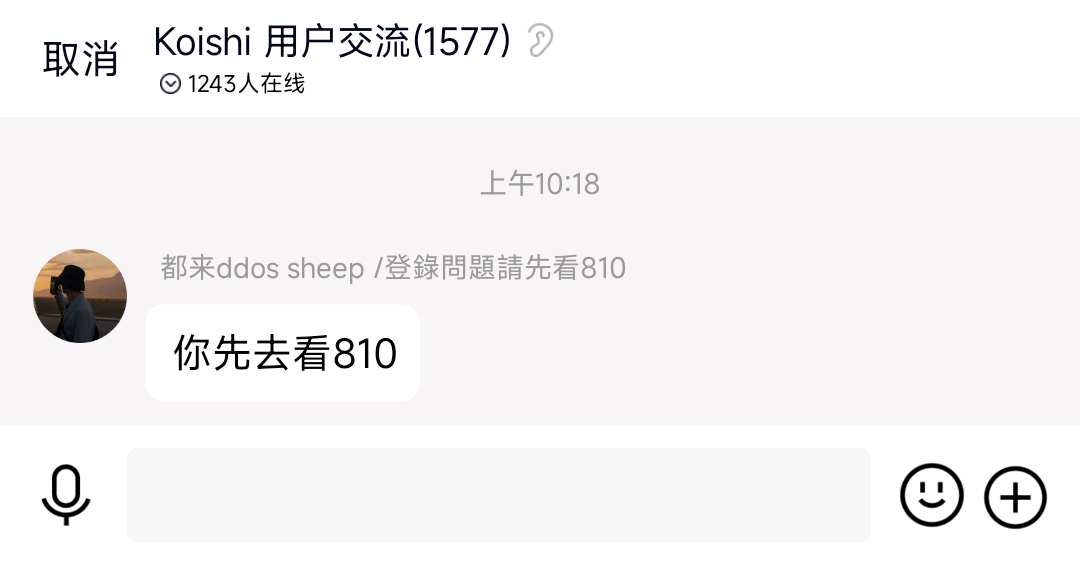 取消
Koishi 用户交流(1577)
1243人在线
上午10:18
都来ddos sheep /登錄問題請先看810
你先去看810